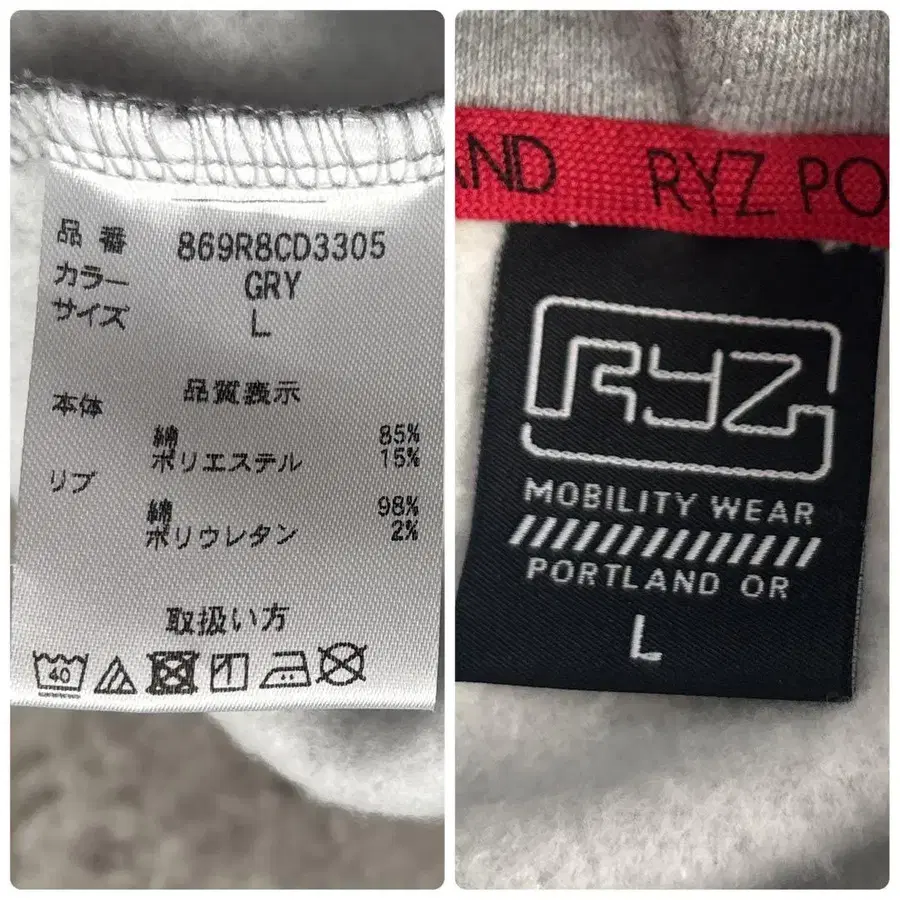 品番 869R8CD3305
カラー GRY
サイズ L
品質表示
本体
綿 85%
ポリエステル 15%
リブ
綿 98%
ポリウレタン 2%
取扱い方
40
AND RYZ PO
RYZ
MOBILITY WEAR
PORTLAND OR
L